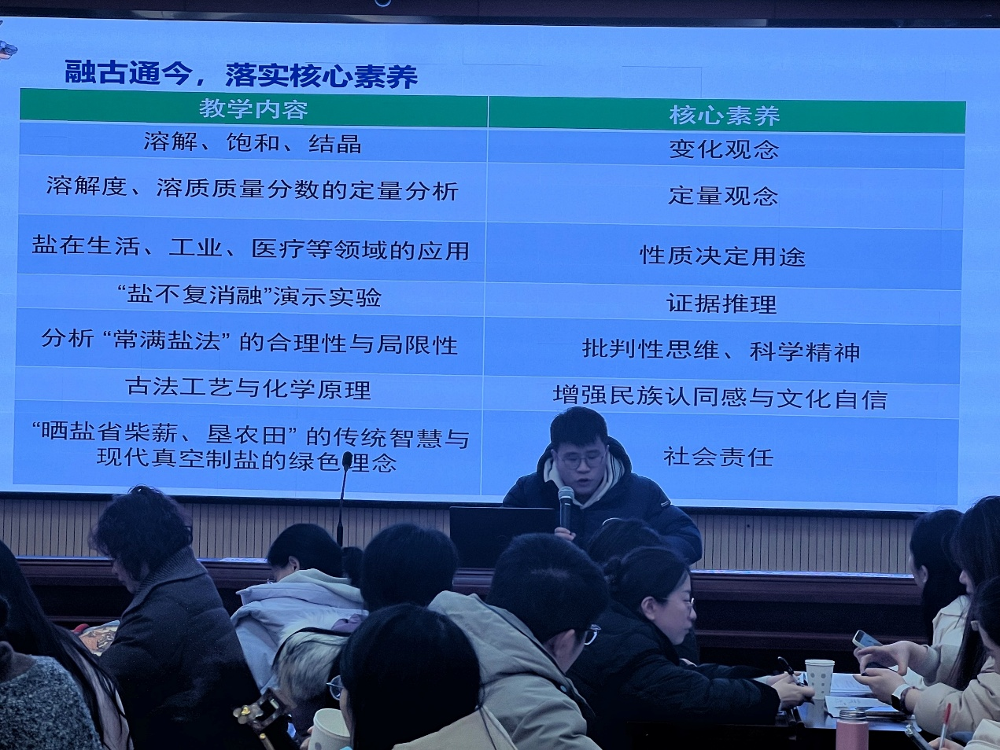 融古通今，落实核心素养
教学内容 核心素养
溶解、饱和、结晶 变化观念
溶解度、溶质质量分数的定量分析 定量观念
盐在生活、工业、医疗等领域的应用 性质决定用途
“盐不复消融”演示实验 证据推理
分析 “常满盐法” 的合理性与局限性 批判性思维、科学精神
古法工艺与化学原理 增强民族认同感与文化自信
“晒盐省柴薪、垦农田” 的传统智慧与
现代真空制盐的绿色理念 社会责任